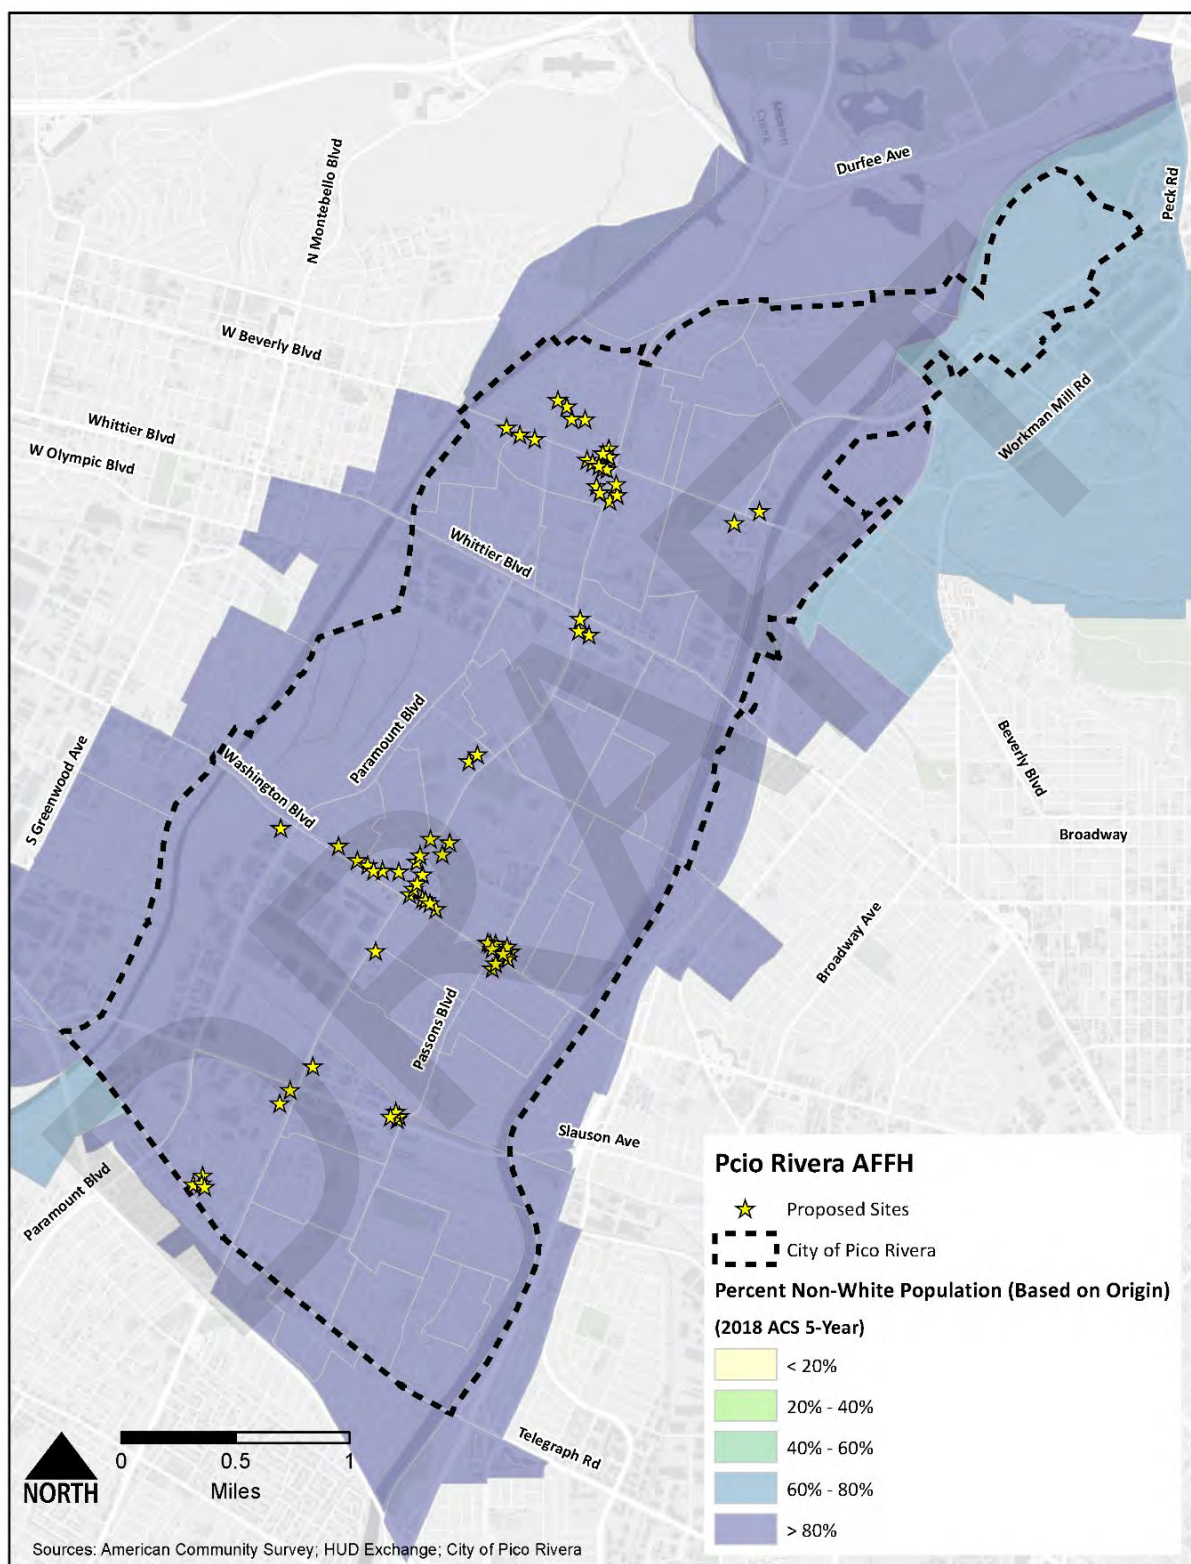 Mission
Creek
Durfee Ave
Peck Rd
N Montebello Blvd
W Beverly Blvd
Whittier Blvd
W Olympic Blvd
Workman Mill Rd
Whittier Blvd
Paramount Blvd
Washington Blvd
S Greenwood Ave
Beverly Blvd
Broadway
Broadway Ave
Passons Blvd
Slauson Ave
Paramount Blvd
Telegraph Rd
DRAFT
Pcio Rivera AFFH
Proposed Sites
City of Pico Rivera
Percent Non-White Population (Based on Origin)
(2018 ACS 5-Year)
< 20%
20% - 40%
40% - 60%
60% - 80%
> 80%
NORTH
0 0.5 1
Miles
Sources: American Community Survey; HUD Exchange; City of Pico Rivera